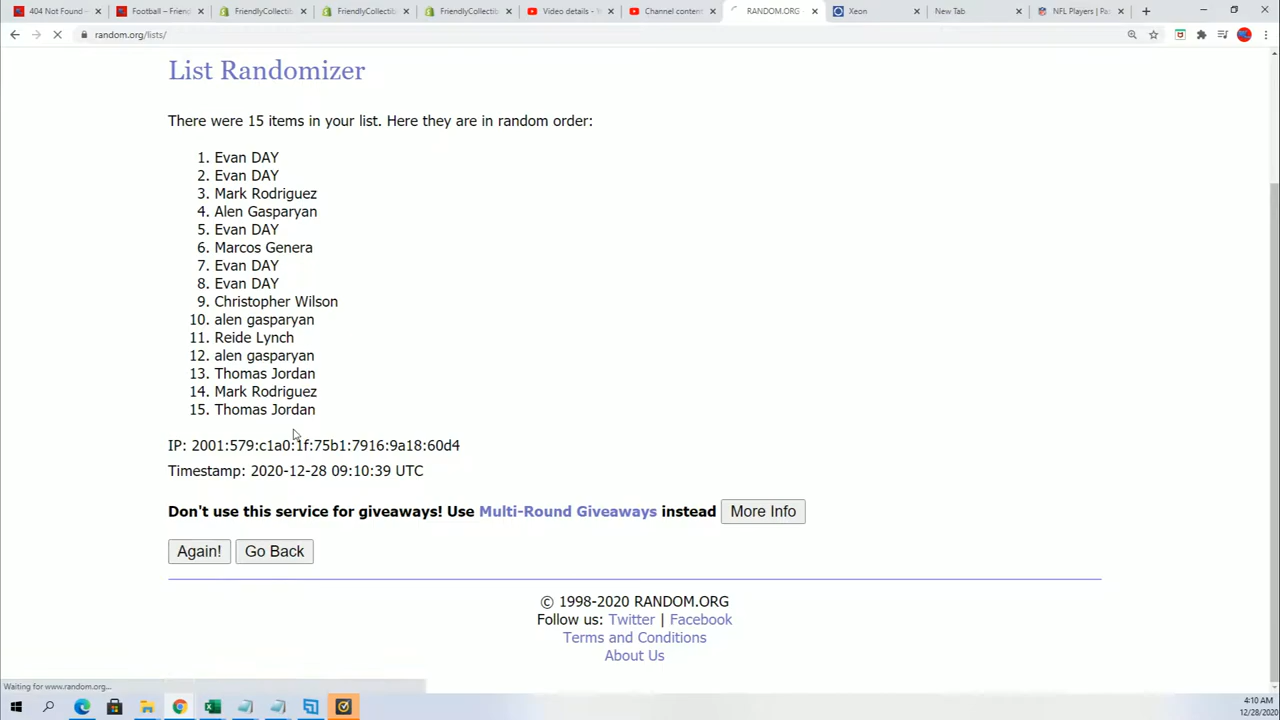 404 Not Found -
Football – Friend
FriendlyCollectib
FriendlyCollectib
FriendlyCollectib
Video details - Y
Channel content
RANDOM.ORG
Xeon
New Tab
NFL Players | Pa
random.org/lists/
List Randomizer
There were 15 items in your list. Here they are in random order:
1. Evan DAY
2. Evan DAY
3. Mark Rodriguez
4. Alen Gasparyan
5. Evan DAY
6. Marcos Genera
7. Evan DAY
8. Evan DAY
9. Christopher Wilson
10. alen gasparyan
11. Reide Lynch
12. alen gasparyan
13. Thomas Jordan
14. Mark Rodriguez
15. Thomas Jordan
IP: 2001:579:c1a0:1f:75b1:7916:9a18:60d4
Timestamp: 2020-12-28 09:10:39 UTC
Don't use this service for giveaways! Use Multi-Round Giveaways instead More Info
Again! Go Back
© 1998-2020 RANDOM.ORG
Follow us: Twitter | Facebook
Terms and Conditions
About Us
Waiting for www.random.org...
4:10 AM
12/28/2020